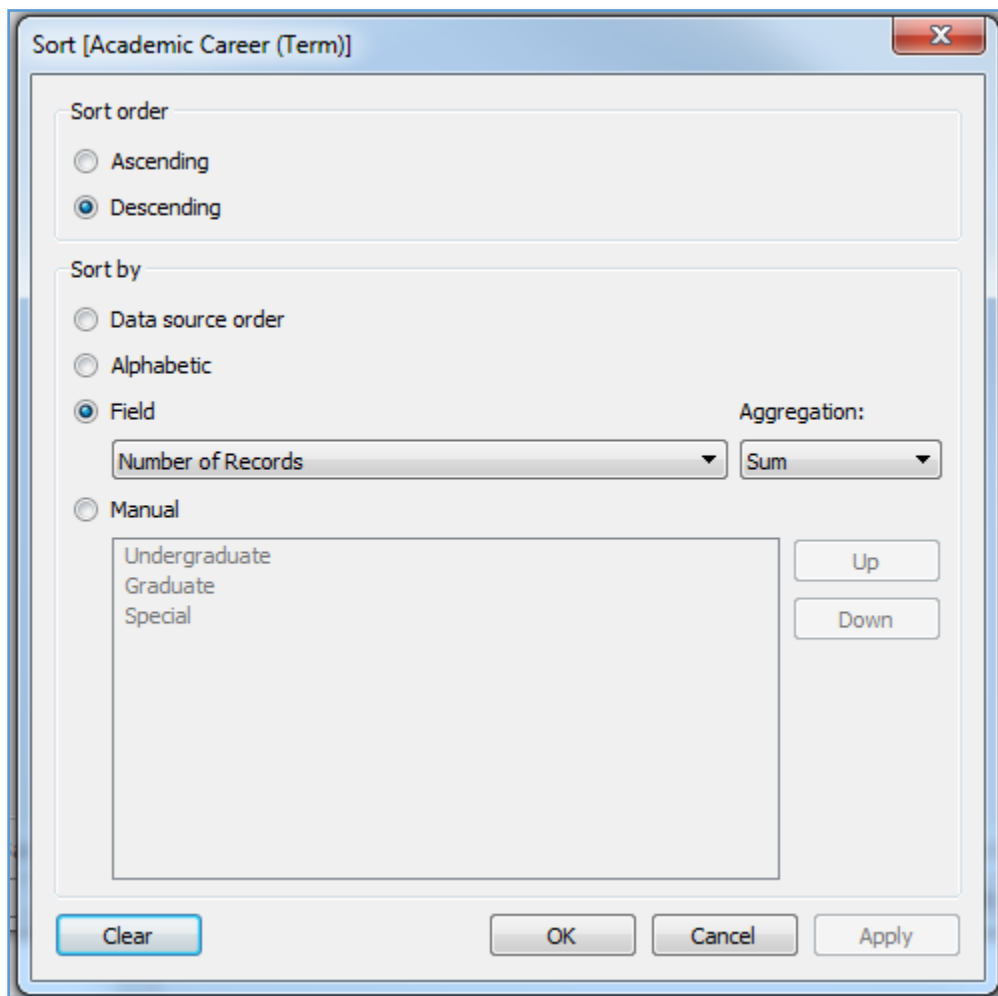 Sort [Academic Career (Term)]
Sort order
Ascending
Descending
Sort by
Data source order
Alphabetic
Field
Aggregation:
Number of Records
Sum
Manual
Undergraduate
Graduate
Special
Up
Down
Clear
OK
Cancel
Apply